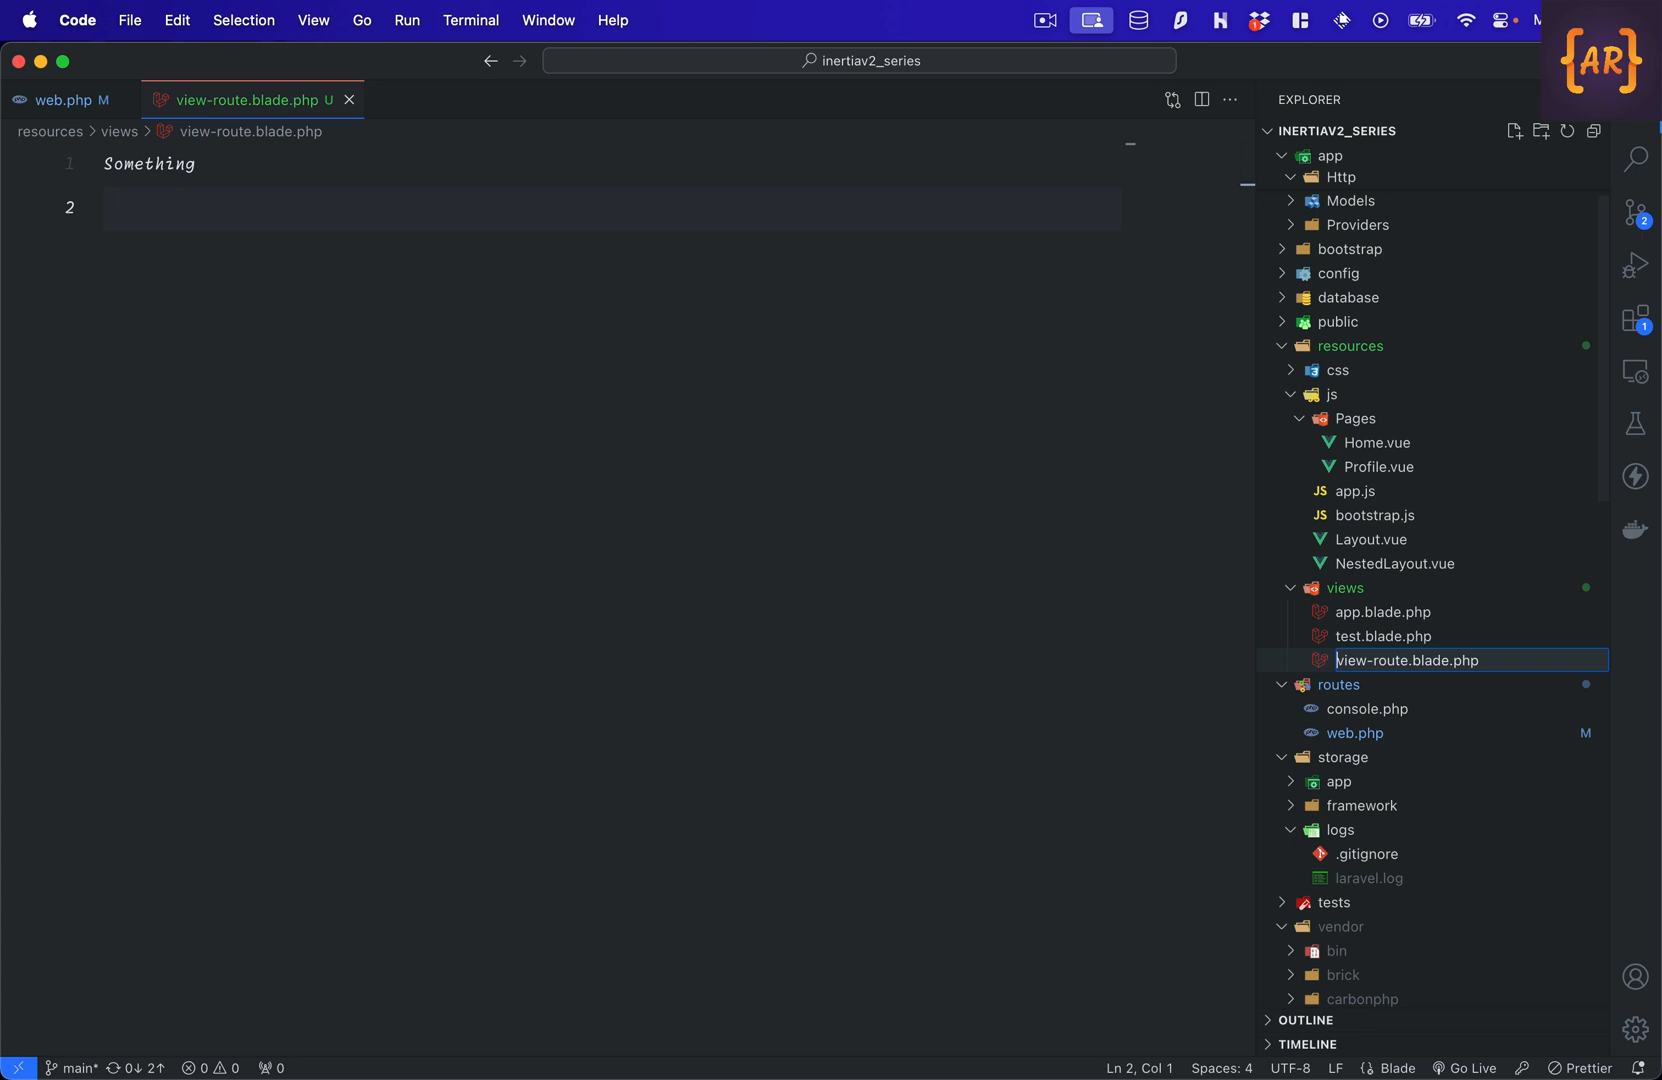 Code File Edit Selection View Go Run Terminal Window Help
{AR}
inertiav2_series
web.php M view-route.blade.php U
resources > views > view-route.blade.php
1 Something
2
EXPLORER
INERTIAV2_SERIES
app
Http
Models
Providers
bootstrap
config
database
public
resources
css
js
Pages
Home.vue
Profile.vue
JS app.js
JS bootstrap.js
Layout.vue
NestedLayout.vue
views
app.blade.php
test.blade.php
view-route.blade.php
routes
console.php
web.php M
storage
app
framework
logs
.gitignore
laravel.log
tests
vendor
bin
brick
carbonphp
OUTLINE
TIMELINE
2
1
main* 0↓ 2↑ 0 0 0
Ln 2, Col 1 Spaces: 4 UTF-8 LF Blade Go Live Prettier